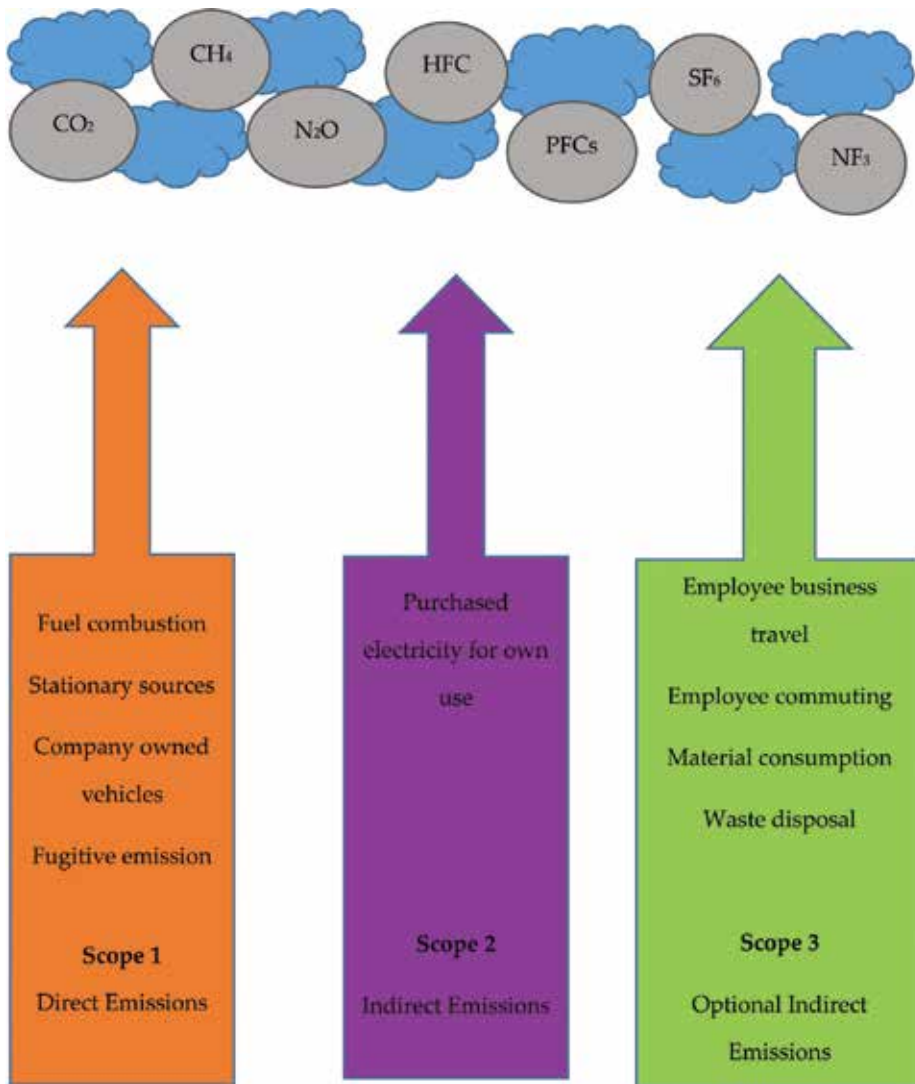 CH₄
HFC
SF₆
CO₂
N₂O
PFCs
NF₃
Fuel combustion
Stationary sources
Company owned
vehicles
Fugitive emission
Scope 1
Direct Emissions
Purchased
electricity for own
use
Scope 2
Indirect Emissions
Employee business
travel
Employee commuting
Material consumption
Waste disposal
Scope 3
Optional Indirect
Emissions